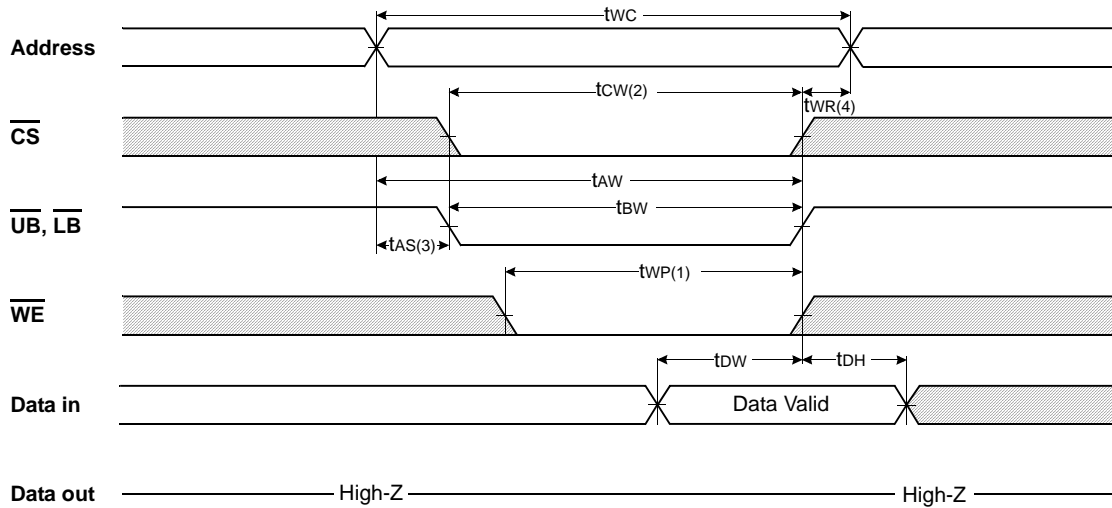 tWC
Address
tCW(2)
tWR(4)
CS
tAW
UB, LB
tBW
tAS(3)
tWP(1)
WE
tDW
tDH
Data in
Data Valid
Data out
High-Z
High-Z